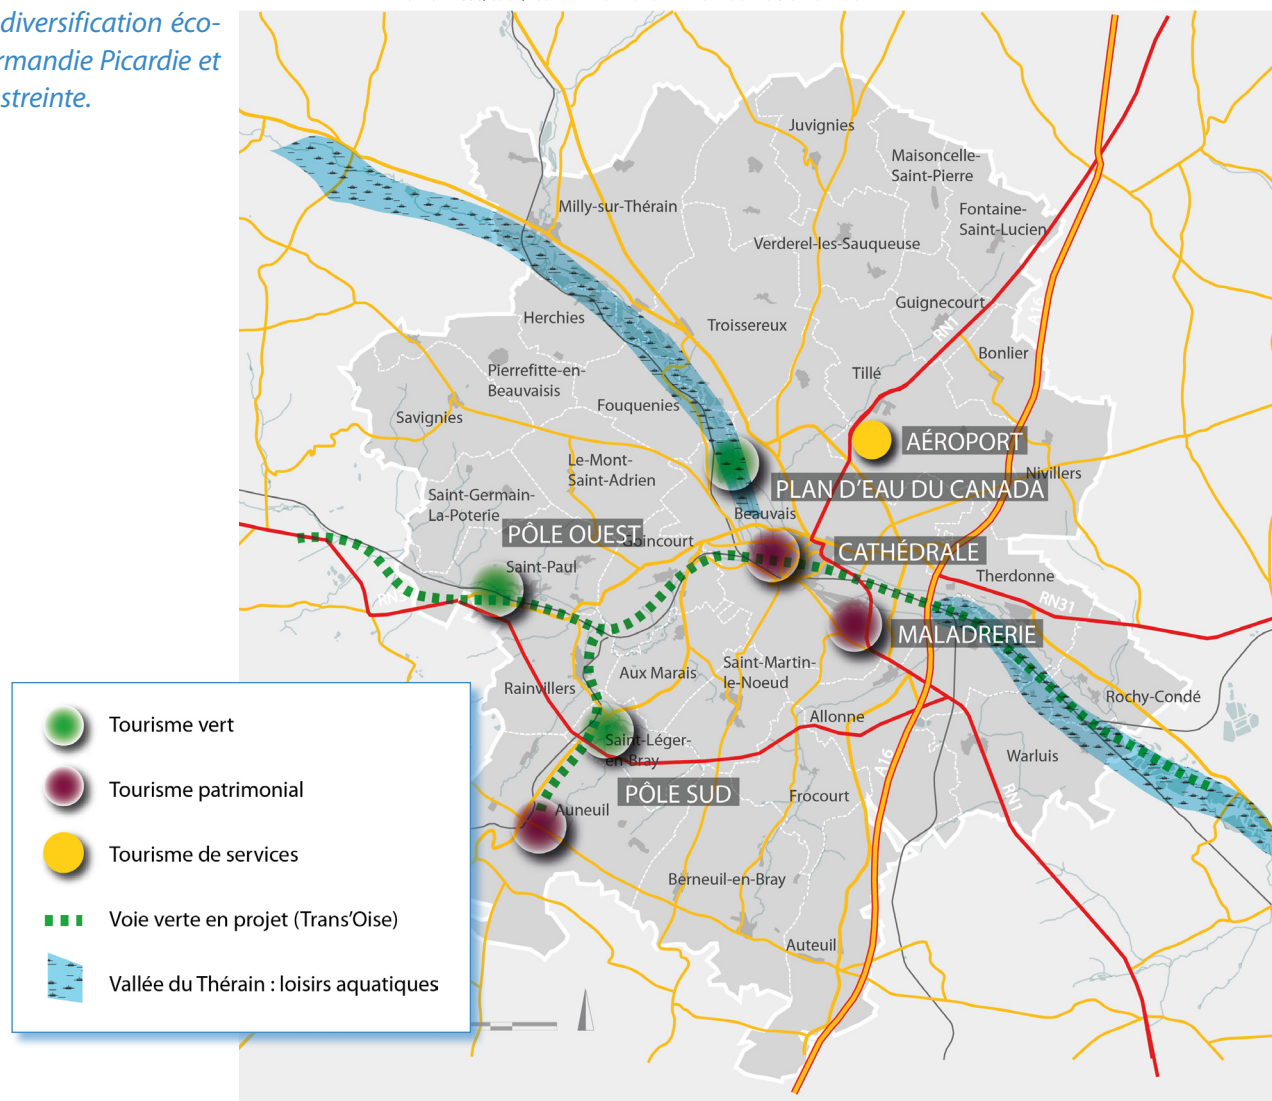 diversification éco-
rmandie Picardie et
streinte.
Juvignies
Maisoncelle-
Saint-Pierre
Milly-sur-Thérain
Fontaine-
Saint-Lucien
Verderel-les-Sauqueuse
Guignecourt
A16
Herchies
Troissereux
RN1
Bonlier
Pierrefitte-en-
Beauvaisis
Tillé
Savignies
Fouquenies
AÉROPORT
Le-Mont-
Saint-Adrien
Nivillers
PLAN D'EAU DU CANADA
Saint-Germain-
La-Poterie
Beauvais
PÔLE OUEST
Goincourt
CATHÉDRALE
Saint-Paul
Therdonne
RN31
RN31
MALADRERIE
Aux Marais
Saint-Martin-
le-Noeud
Rainvillers
Rochy-Condé
Allonne
Saint-Léger-
en-Bray
Warluis
A16
PÔLE SUD
Frocourt
RN1
Auneuil
Berneuil-en-Bray
Auteuil
Tourisme vert
Tourisme patrimonial
Tourisme de services
Voie verte en projet (Trans'Oise)
Vallée du Thérain : loisirs aquatiques